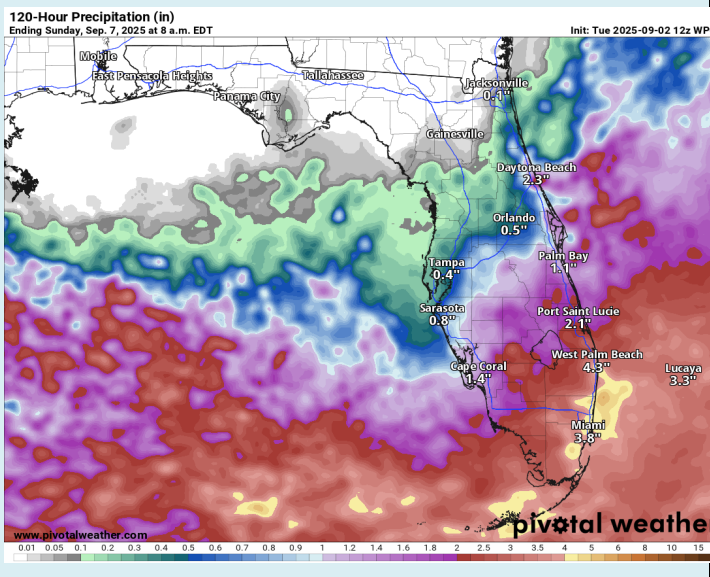 120-Hour Precipitation (in)
Ending Sunday, Sep. 7, 2025 at 8 a.m. EDT
Init: Tue 2025-09-02 12z WP
Mobile
East Pensacola Heights
Tallahassee
Panama City
Jacksonville
0.1"
Gainesville
Daytona Beach
2.3"
Orlando
0.5"
Tampa
0.4"
Palm Bay
1.1"
Sarasota
0.8"
Port Saint Lucie
2.1"
West Palm Beach
4.3"
Cape Coral
1.4"
Lucaya
3.3"
Miami
3.8"
www.pivotalweather.com
pivotal weathe
0.01 0.05 0.1 0.2 0.3 0.4 0.5 0.6 0.7 0.8 0.9 1 1.2 1.4 1.6 1.8 2 2.5 3 3.5 4 5 6 8 10 15